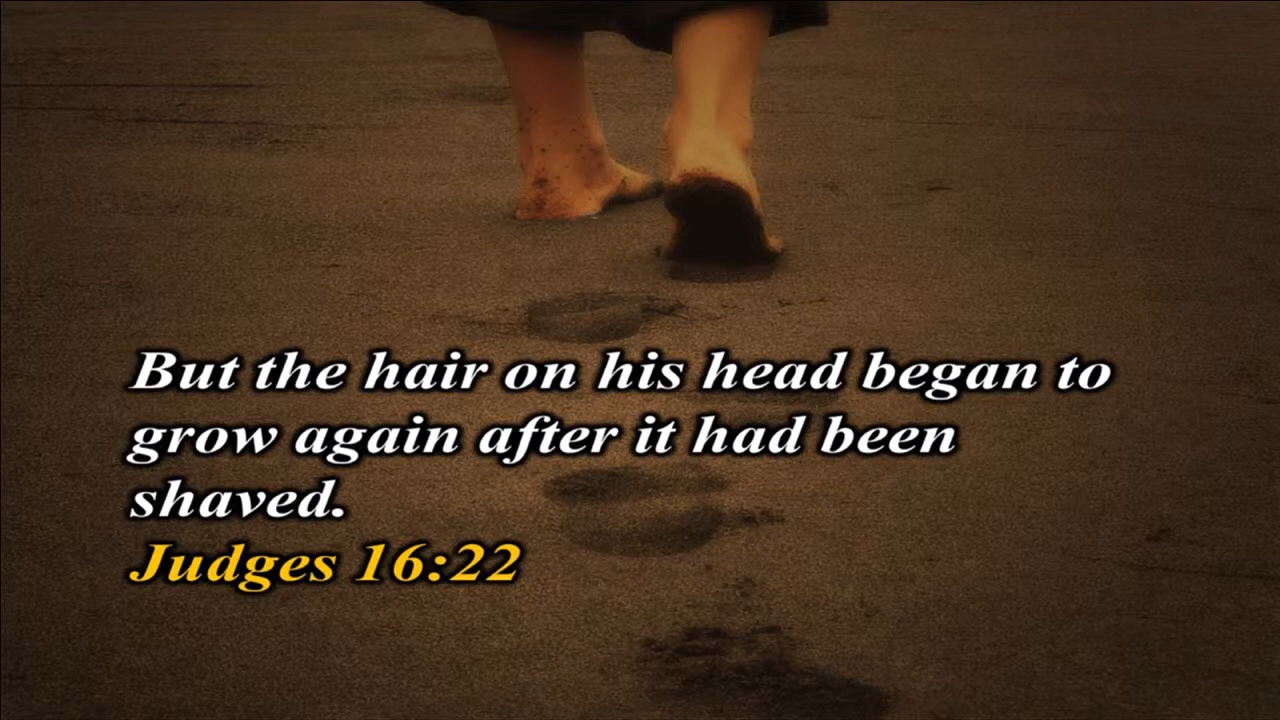 But the hair on his head began to
grow again after it had been
shaved.
Judges 16:22